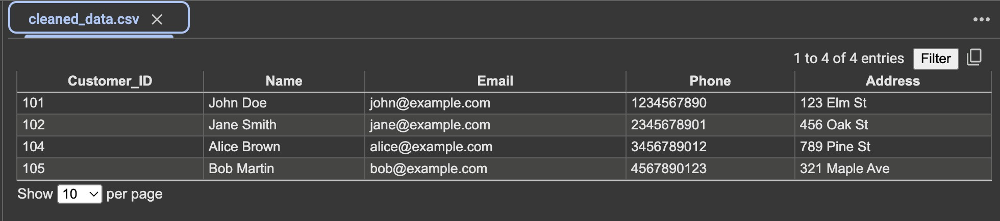 cleaned_data.csv
1 to 4 of 4 entries Filter
Customer_ID Name Email Phone Address
101 John Doe john@example.com 1234567890 123 Elm St
102 Jane Smith jane@example.com 2345678901 456 Oak St
104 Alice Brown alice@example.com 3456789012 789 Pine St
105 Bob Martin bob@example.com 4567890123 321 Maple Ave
Show 10 per page